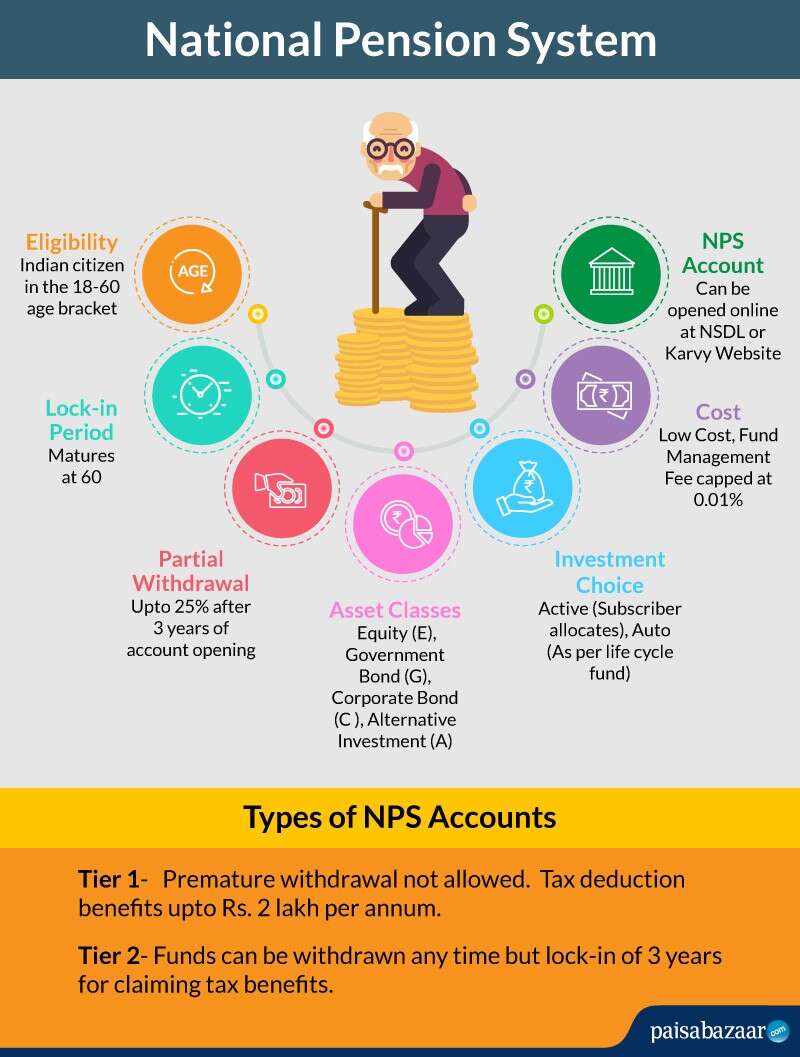 National Pension System
Eligibility
Indian citizen
in the 18-60
age bracket
AGE
Lock-in
Period
Matures
at 60
Partial
Withdrawal
Upto 25% after
3 years of
account opening
Asset Classes
Equity (E),
Government
Bond (G),
Corporate Bond
(C ), Alternative
Investment (A)
Investment
Choice
Active (Subscriber
allocates), Auto
(As per life cycle
fund)
Cost
Low Cost, Fund
Management
Fee capped at
0.01%
NPS
Account
Can be
opened online
at NSDL or
Karvy Website
₹
₹
₹
Types of NPS Accounts
Tier 1-   Premature withdrawal not allowed.  Tax deduction
benefits upto Rs. 2 lakh per annum.
Tier 2- Funds can be withdrawn any time but lock-in of 3 years
for claiming tax benefits.
paisabazaar.com